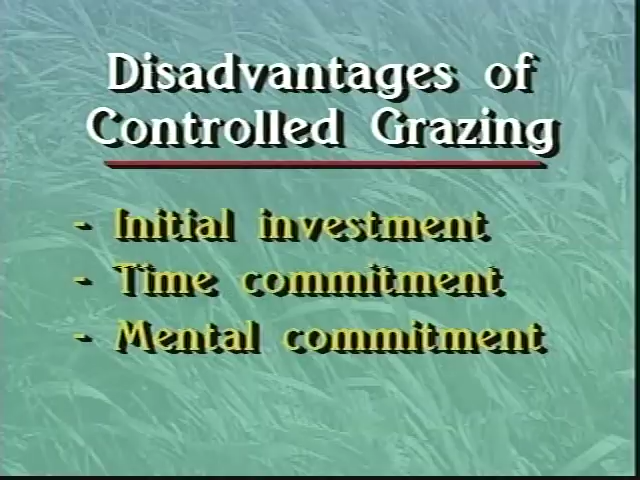 Disadvantages of
Controlled Grazing
- Initial investment
- Time commitment
- Mental commitment